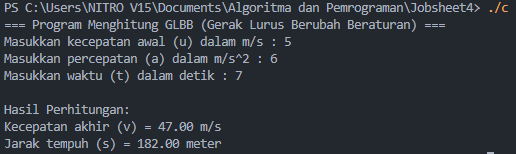 PS C:\Users\NITRO V15\Documents\Algoritma dan Pemrograman\Jobsheet4> ./c
=== Program Menghitung GLBB (Gerak Lurus Berubah Beraturan) ===
Masukkan kecepatan awal (u) dalam m/s : 5
Masukkan percepatan (a) dalam m/s^2 : 6
Masukkan waktu (t) dalam detik : 7
Hasil Perhitungan:
Kecepatan akhir (v) = 47.00 m/s
Jarak tempuh (s) = 182.00 meter